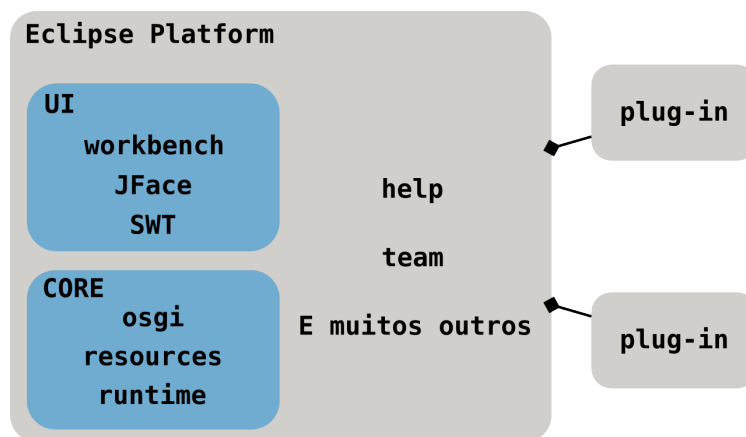 Eclipse Platform
UI
workbench
JFace
SWT
CORE
osgi
resources
runtime
help
team
E muitos outros
plug-in
plug-in